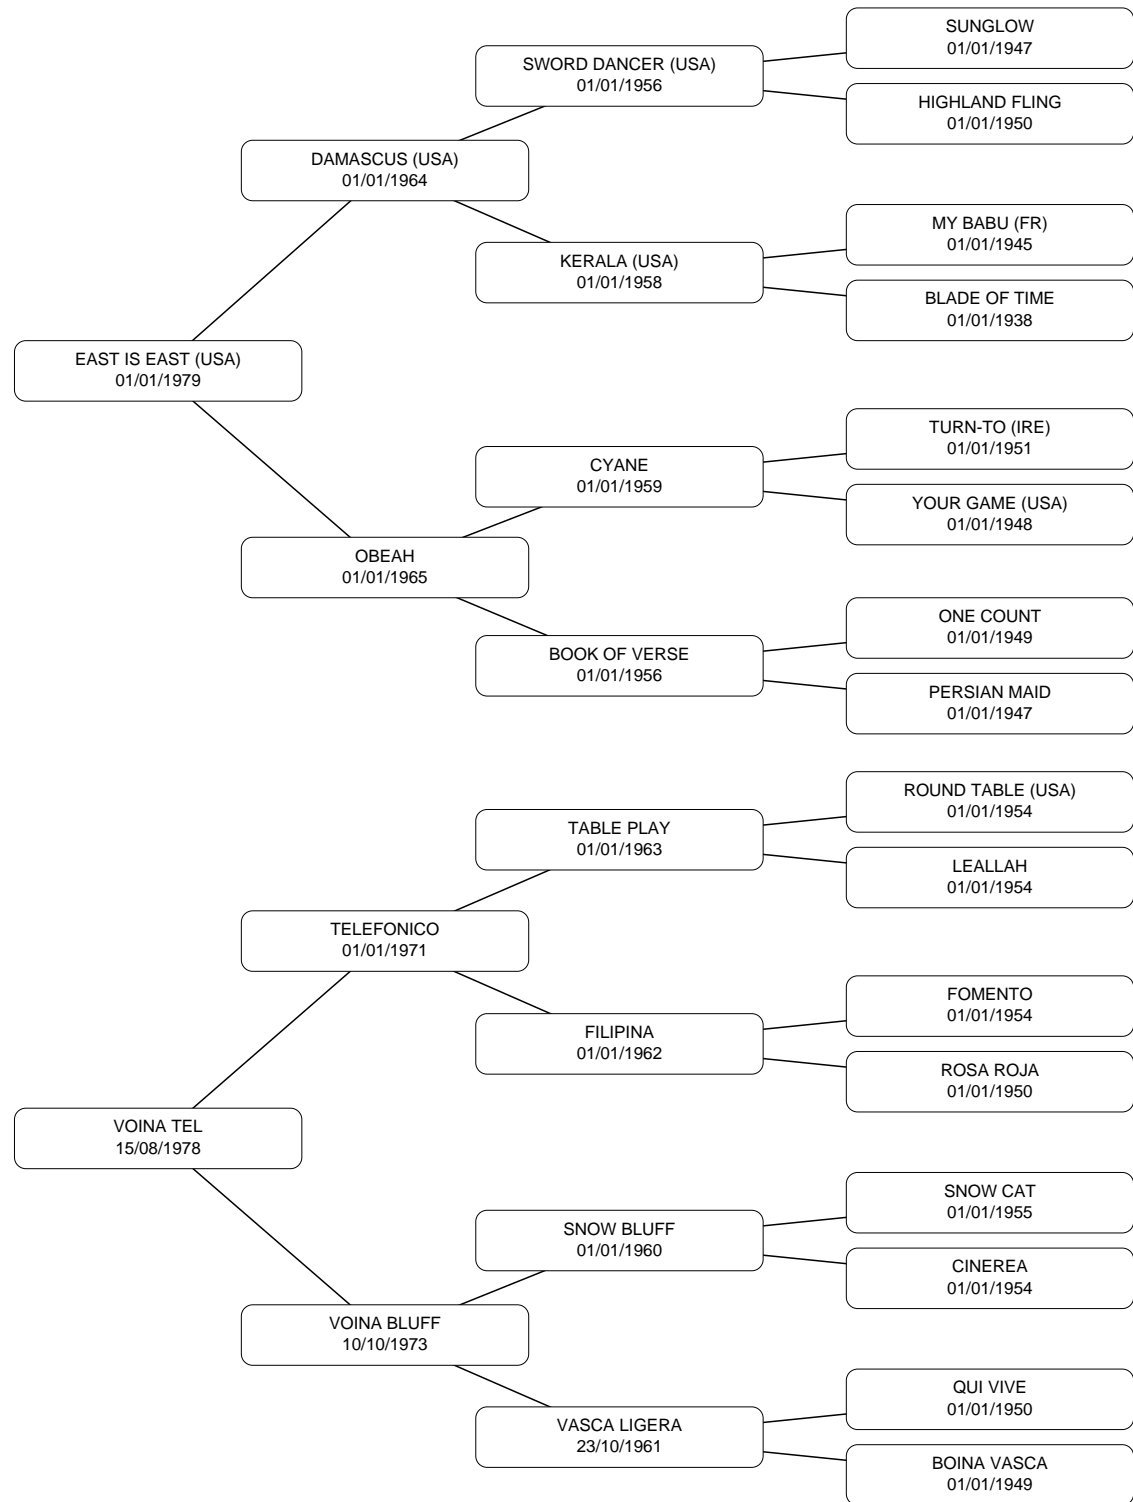 SUNGLOW
01/01/1947
SWORD DANCER (USA)
01/01/1956
HIGHLAND FLING
01/01/1950
DAMASCUS (USA)
01/01/1964
MY BABU (FR)
01/01/1945
KERALA (USA)
01/01/1958
BLADE OF TIME
01/01/1938
EAST IS EAST (USA)
01/01/1979
TURN-TO (IRE)
01/01/1951
CYANE
01/01/1959
YOUR GAME (USA)
01/01/1948
OBEAH
01/01/1965
ONE COUNT
01/01/1949
BOOK OF VERSE
01/01/1956
PERSIAN MAID
01/01/1947
ROUND TABLE (USA)
01/01/1954
TABLE PLAY
01/01/1963
LEALLAH
01/01/1954
TELEFONICO
01/01/1971
FOMENTO
01/01/1954
FILIPINA
01/01/1962
ROSA ROJA
01/01/1950
VOINA TEL
15/08/1978
SNOW CAT
01/01/1955
SNOW BLUFF
01/01/1960
CINEREA
01/01/1954
VOINA BLUFF
10/10/1973
QUI VIVE
01/01/1950
VASCA LIGERA
23/10/1961
BOINA VASCA
01/01/1949